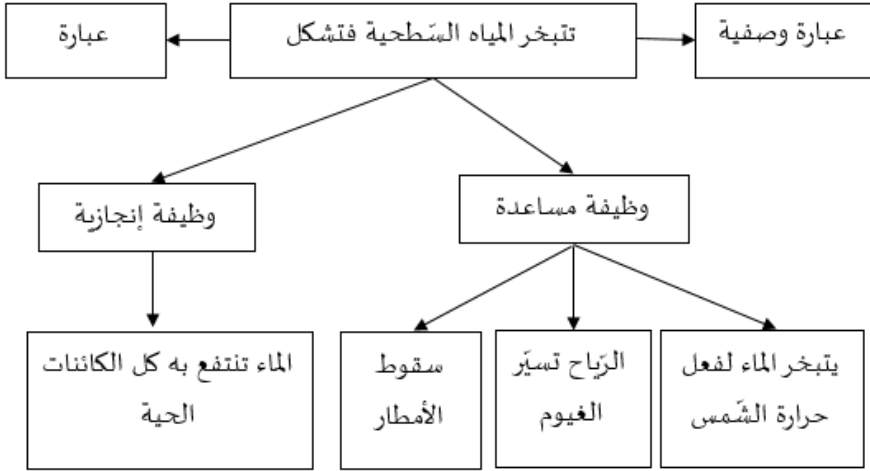 عبارة وصفية
تتبخر المياه السّطحية فتشكل
عبارة
وظيفة مساعدة
وظيفة إنجازية
يتبخر الماء لفعل
حرارة الشّمس
الرّياح تسيّر
الغيوم
سقوط
الأمطار
الماء تنتفع به كل الكائنات
الحية